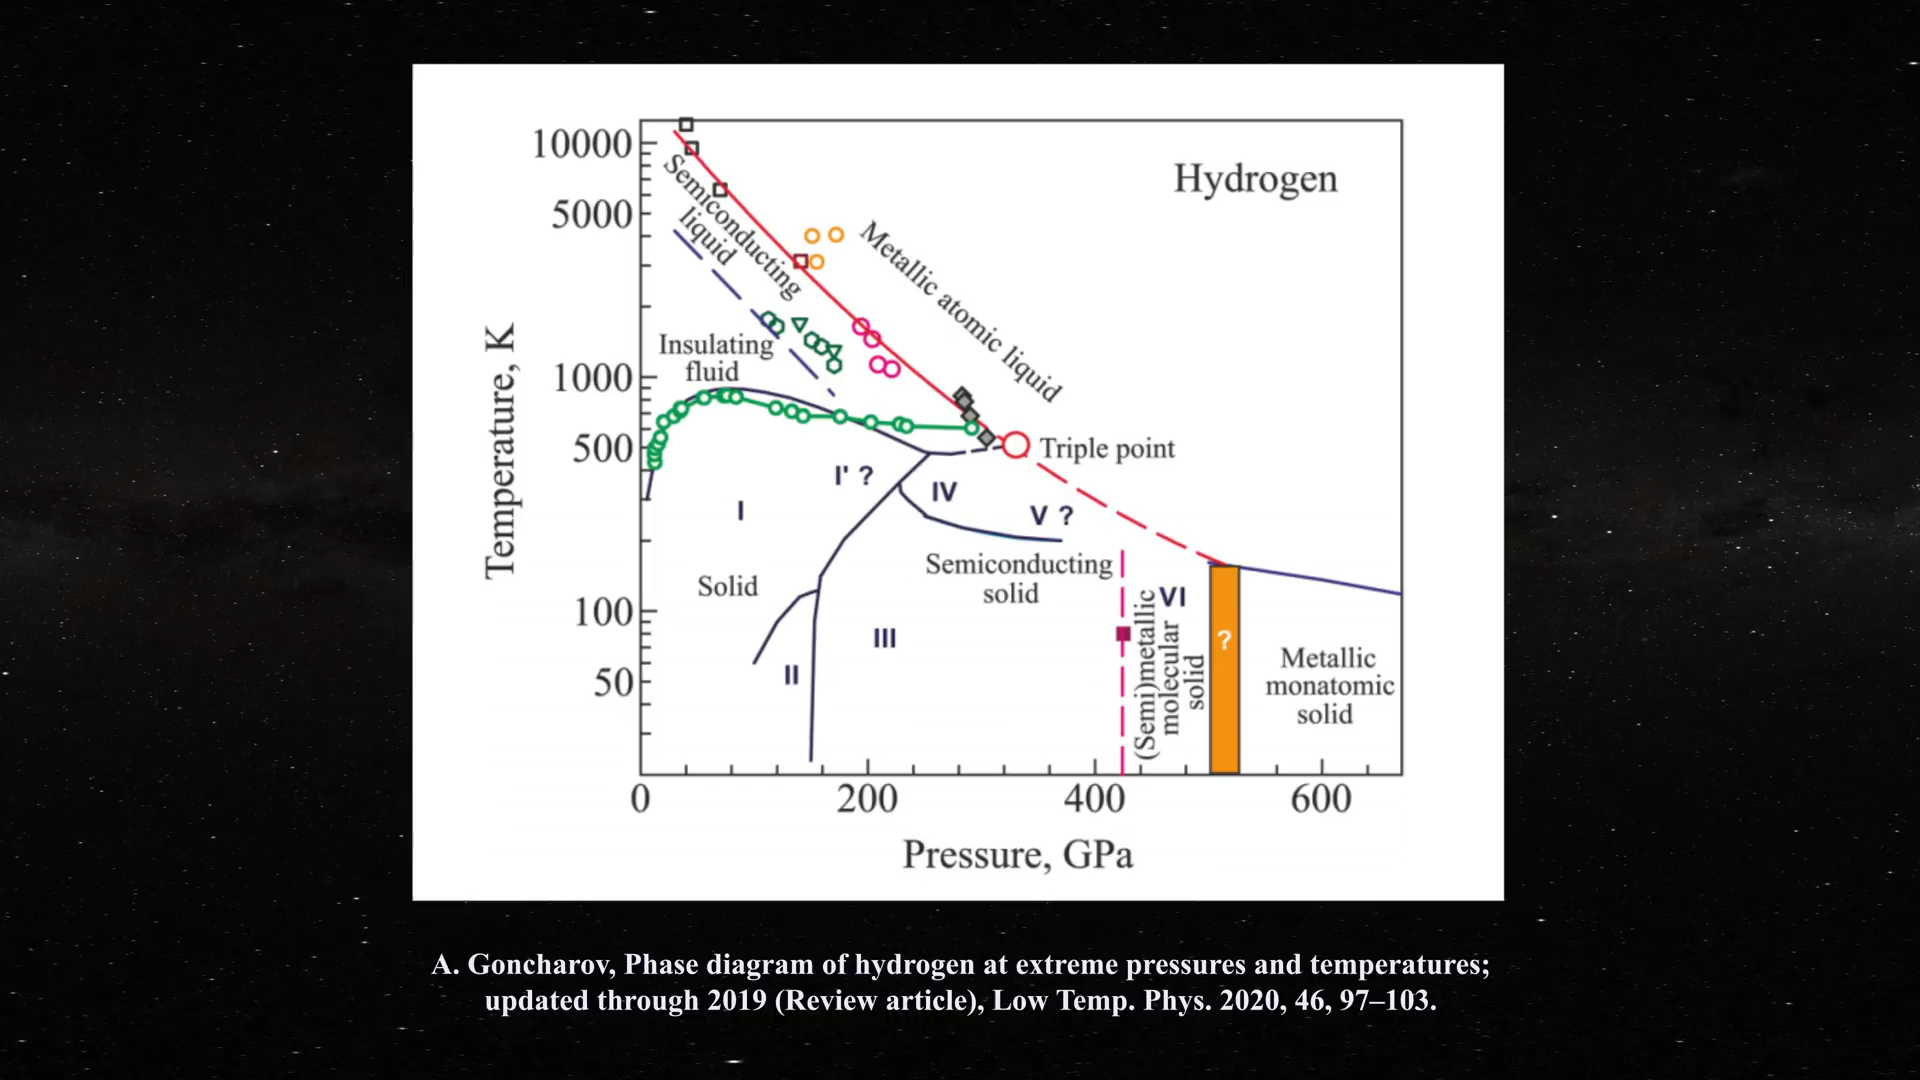 Hydrogen
10000
5000
1000
500
100
50
Temperature, K
Semiconducting
liquid
Metallic atomic liquid
Insulating
fluid
Triple point
I' ?
IV
V ?
I
Solid
Semiconducting
solid
II
III
VI
(Semi)metallic
molecular
solid
?
Metallic
monatomic
solid
0
200
400
600
Pressure, GPa
A. Goncharov, Phase diagram of hydrogen at extreme pressures and temperatures;
updated through 2019 (Review article), Low Temp. Phys. 2020, 46, 97–103.